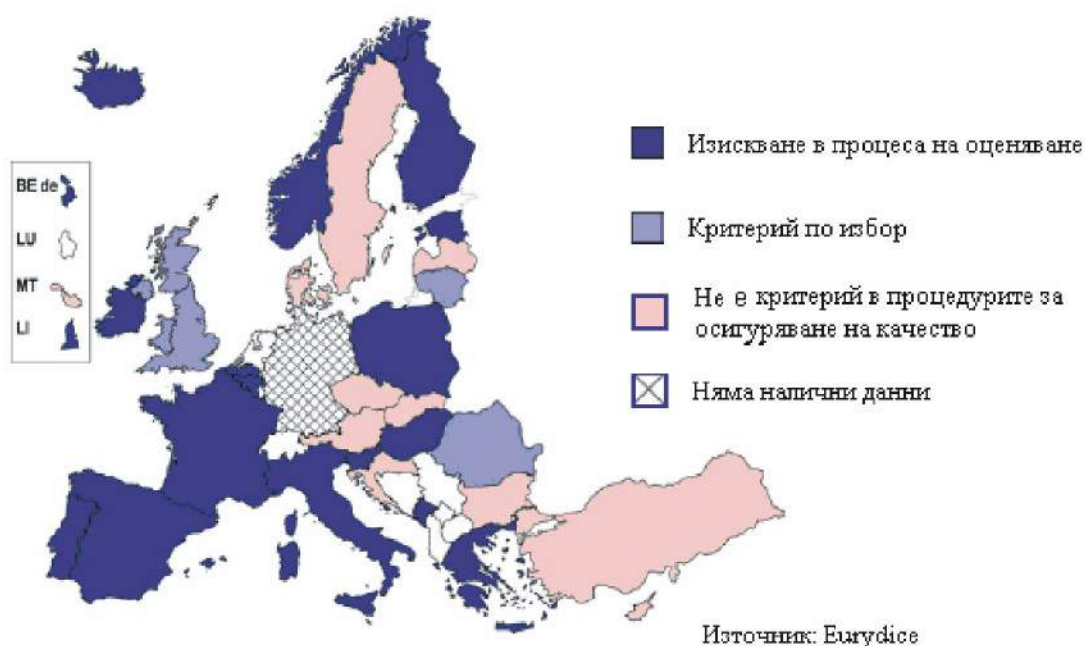 BE de
LU
MT
LI
Изискване в процеса на оценяване
Критерий по избор
Не е критерий в процедурите за
осигуряване на качество
Няма налични данни
Източник: Eurydice